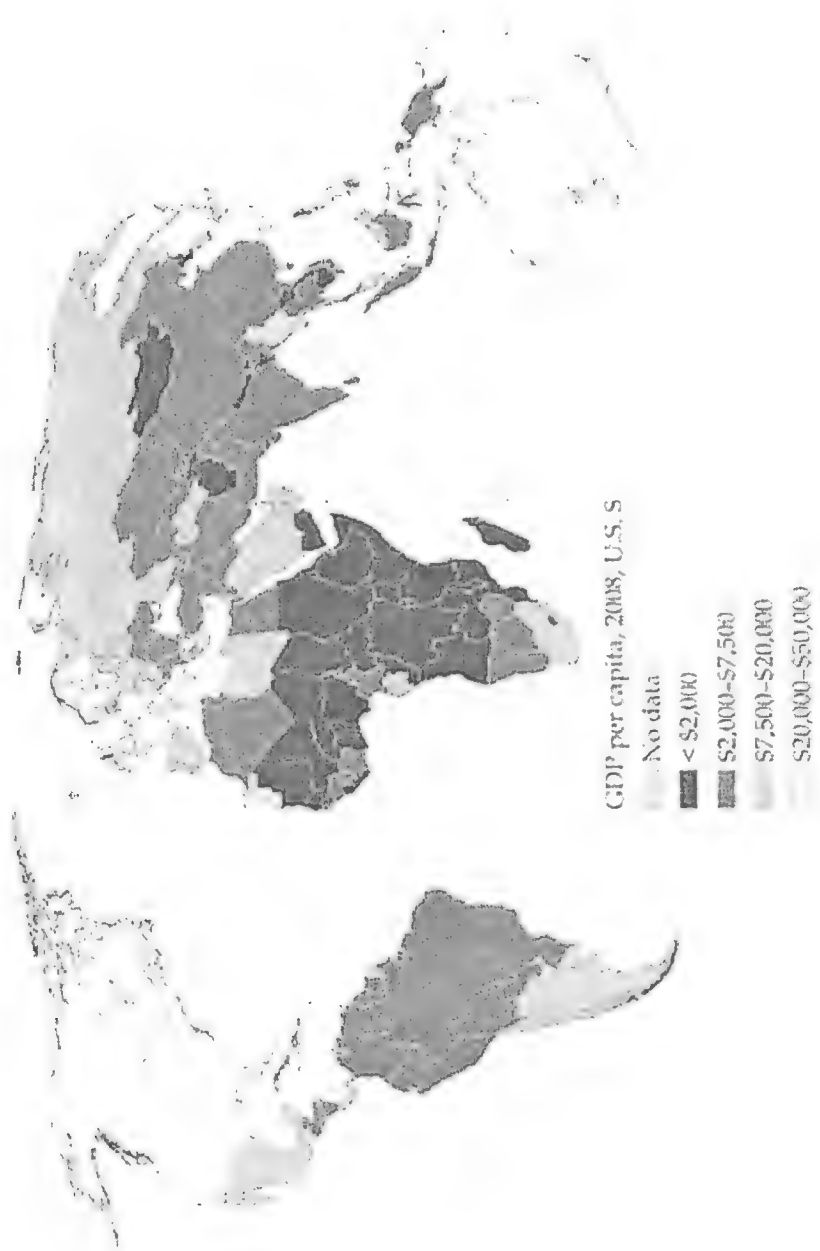 GDP per capita, 2008, U.S. $
No data
< $2,000
$2,000–$7,500
$7,500–$20,000
$20,000–$50,000